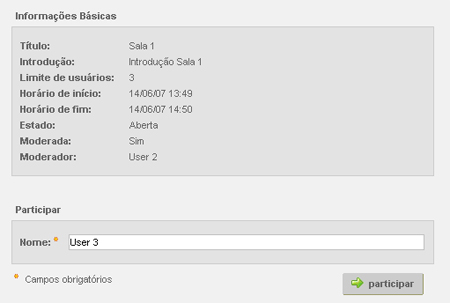 Informações Básicas
Título: Sala 1
Introdução: Introdução Sala 1
Limite de usuários: 3
Horário de início: 14/06/07 13:49
Horário de fim: 14/06/07 14:50
Estado: Aberta
Moderada: Sim
Moderador: User 2
Participar
Nome: * User 3
* Campos obrigatórios
participar